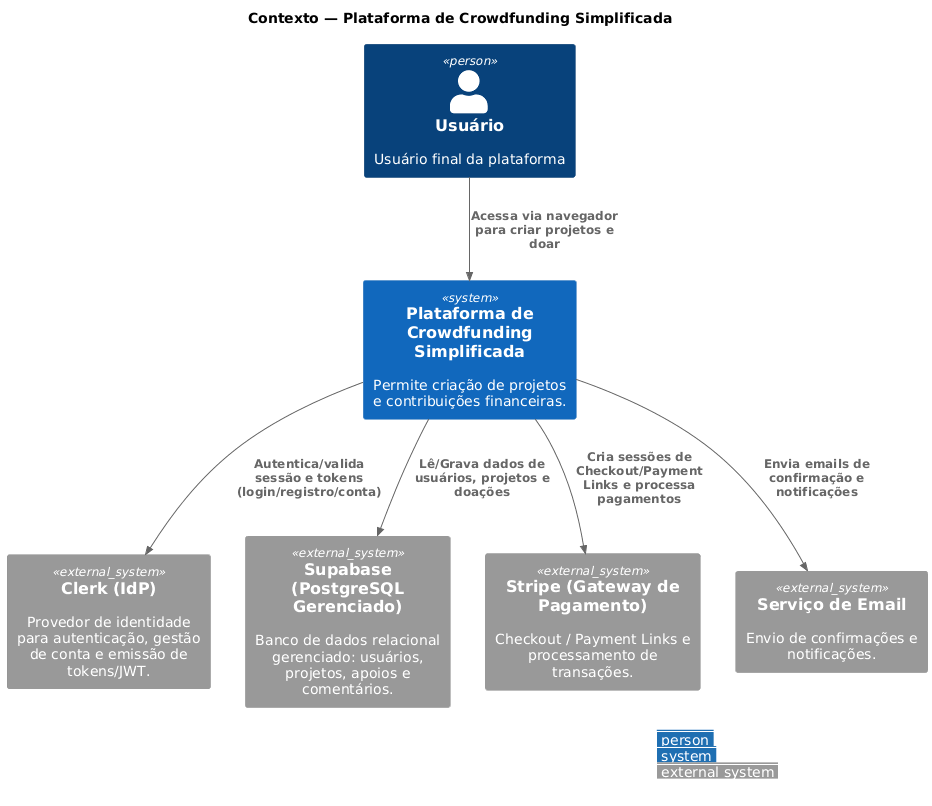 Contexto — Plataforma de Crowdfunding Simplificada
«person»
Usuário
Usuário final da plataforma
Acessa via navegador
para criar projetos e
doar
«system»
Plataforma de
Crowdfunding
Simplificada
Permite criação de projetos
e contribuições financeiras.
Autentica/valida
sessão e tokens
(login/registro/conta)
Lê/Grava dados de
usuários, projetos e
doações
Cria sessões de
Checkout/Payment
Links e processa
pagamentos
Envia emails de
confirmação e
notificações
«external_system»
Clerk (IdP)
Provedor de identidade
para autenticação, gestão
de conta e emissão de
tokens/JWT.
«external_system»
Supabase
(PostgreSQL
Gerenciado)
Banco de dados relacional
gerenciado: usuários,
projetos, apoios e
comentários.
«external_system»
Stripe (Gateway de
Pagamento)
Checkout / Payment Links e
processamento de
transações.
«external_system»
Serviço de Email
Envio de confirmações e
notificações.
person
system
external system